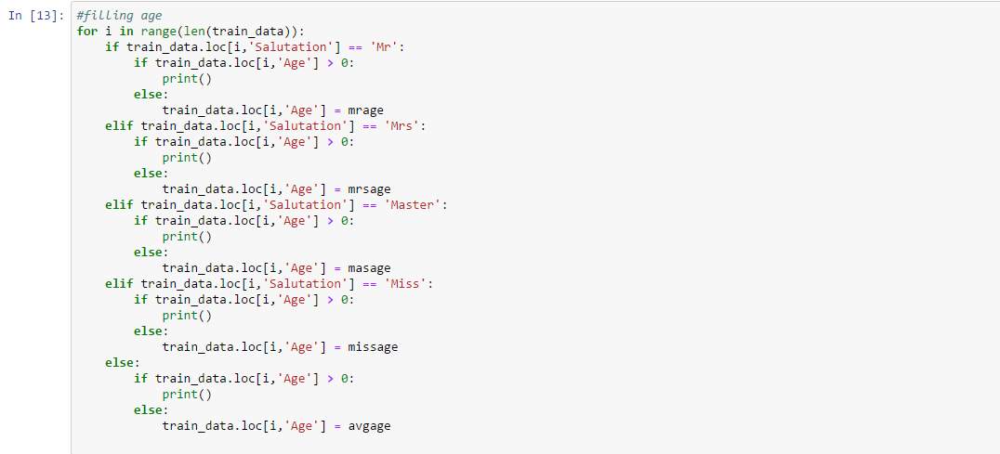 In [13]: #filling age
for i in range(len(train_data)):
    if train_data.loc[i,'Salutation'] == 'Mr':
        if train_data.loc[i,'Age'] > 0:
            print()
        else:
            train_data.loc[i,'Age'] = mrage
    elif train_data.loc[i,'Salutation'] == 'Mrs':
        if train_data.loc[i,'Age'] > 0:
            print()
        else:
            train_data.loc[i,'Age'] = mrsage
    elif train_data.loc[i,'Salutation'] == 'Master':
        if train_data.loc[i,'Age'] > 0:
            print()
        else:
            train_data.loc[i,'Age'] = masage
    elif train_data.loc[i,'Salutation'] == 'Miss':
        if train_data.loc[i,'Age'] > 0:
            print()
        else:
            train_data.loc[i,'Age'] = missage
    else:
        if train_data.loc[i,'Age'] > 0:
            print()
        else:
            train_data.loc[i,'Age'] = avgage